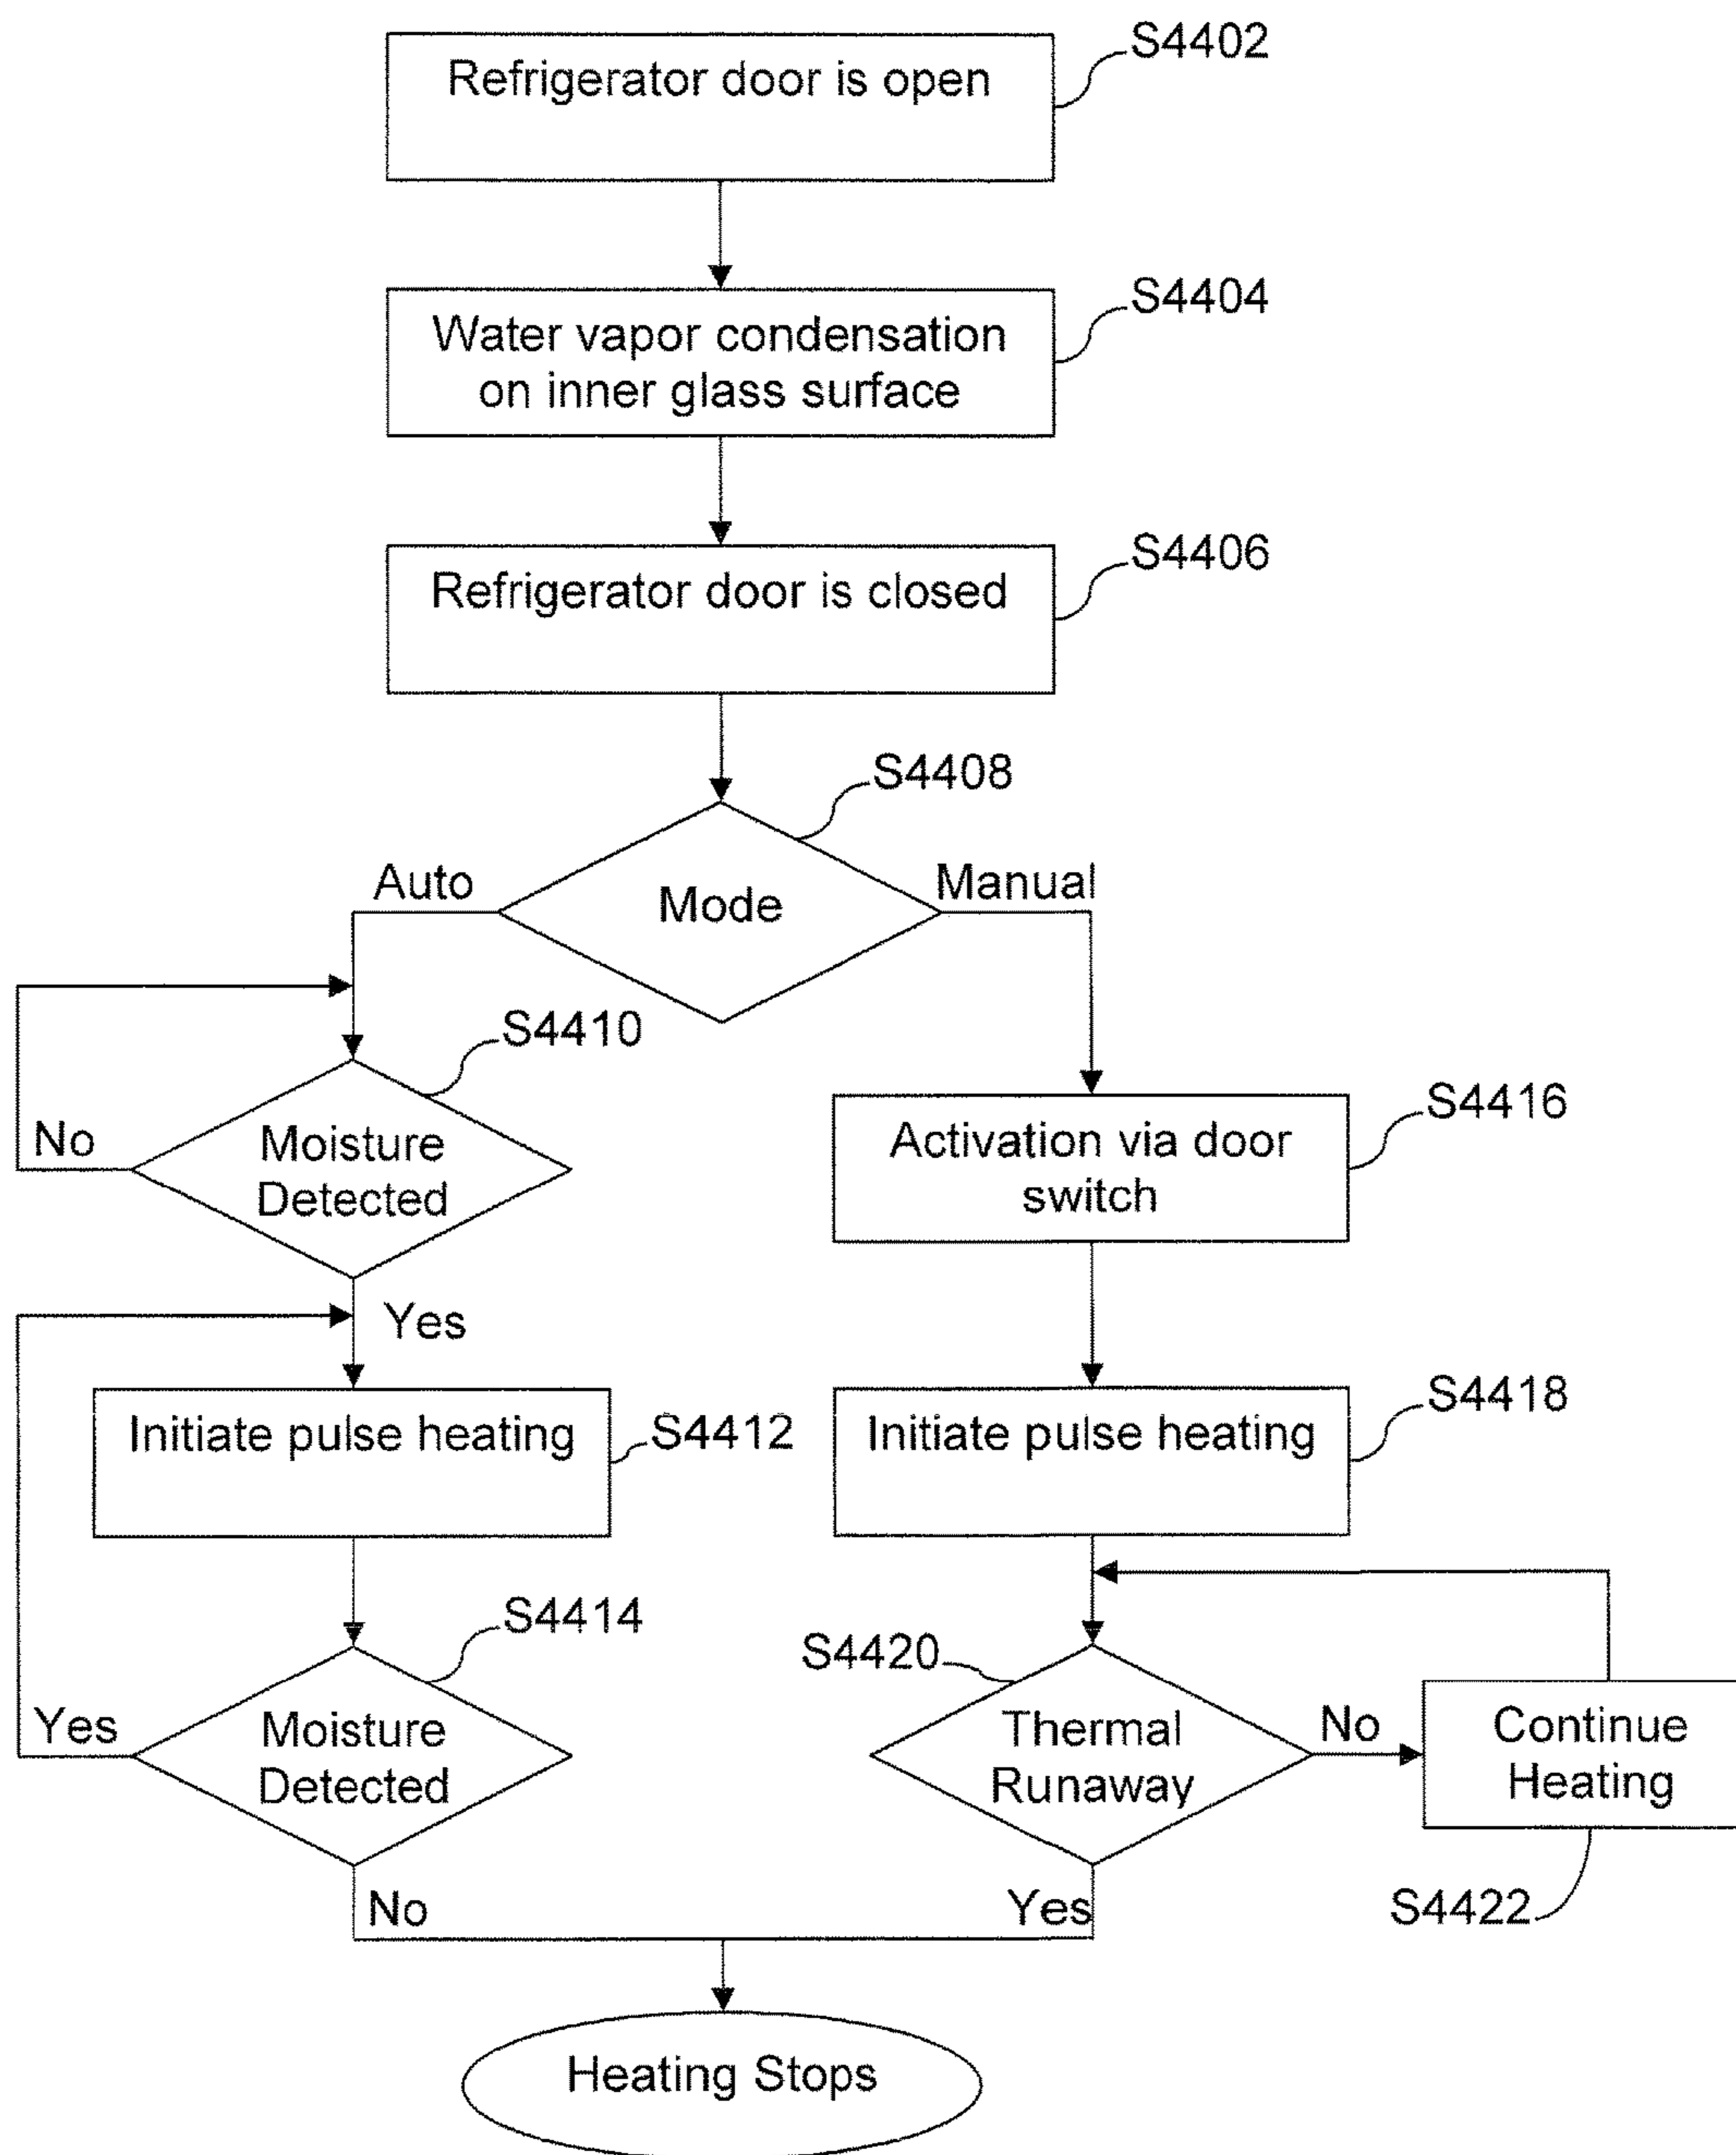 Refrigerator door is open
S4402
Water vapor condensation
on inner glass surface
S4404
Refrigerator door is closed
S4406
S4408
Auto
Mode
Manual
S4410
No
Moisture
Detected
Yes
S4416
Activation via door
switch
Initiate pulse heating
S4412
Initiate pulse heating
S4418
S4414
Yes
Moisture
Detected
No
S4420
Thermal
Runaway
No
Continue
Heating
S4422
Yes
Heating Stops